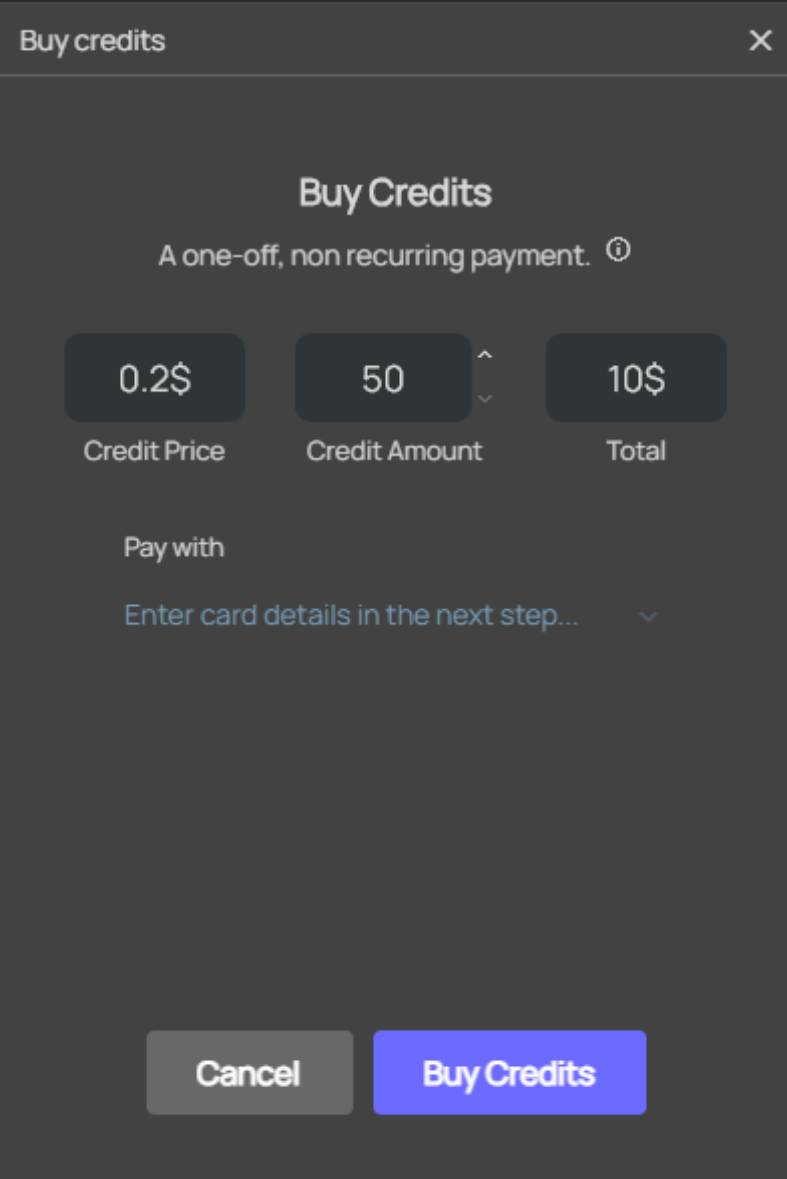 Buy credits
Buy Credits
A one-off, non recurring payment.
0.2$ 50 10$
Credit Price Credit Amount Total
Pay with
Enter card details in the next step...
Cancel Buy Credits